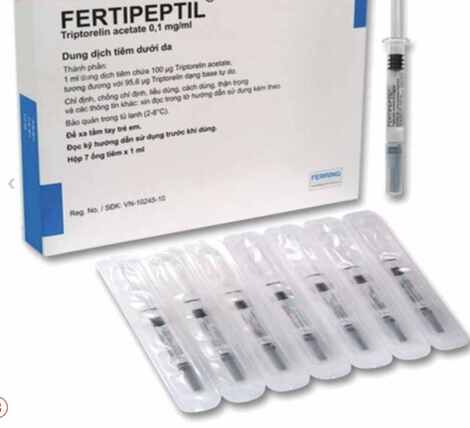 FERTIPEPTIL®
Triptorelin acetate 0,1 mg/ml
Dung dịch tiêm dưới da
Thành phần:
1 ml dung dịch tiêm chứa 100 µg Triptorelin acetate,
tương đương với 95,6 µg Triptorelin dạng base tự do.
Chỉ định, chống chỉ định, liều dùng, cách dùng, thận trọng
và các thông tin khác: xin đọc trong tờ hướng dẫn sử dụng kèm theo
Bảo quản trong tủ lạnh (2-8°C).
Để xa tầm tay trẻ em.
Đọc kỹ hướng dẫn sử dụng trước khi dùng.
Hộp 7 ống tiêm x 1 ml
FERRING
Reg. No. / SĐK: VN-10245-10
FERTIPEPTIL